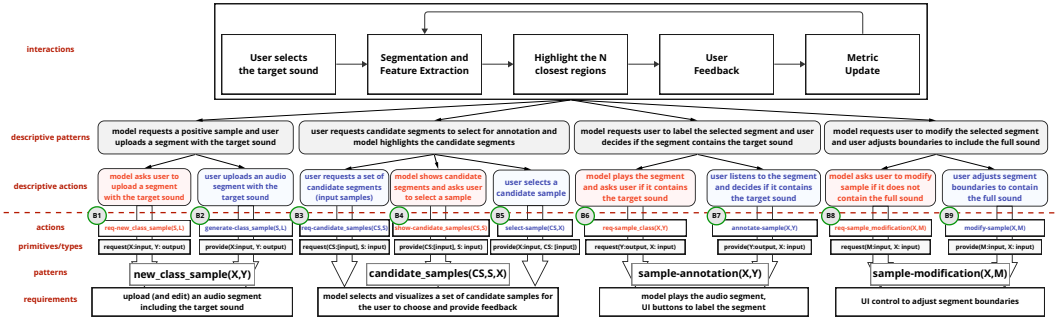 interactions
User selects
the target sound
Segmentation and
Feature Extraction
Highlight the N
closest regions
User
Feedback
Metric
Update
descriptive patterns
model requests a positive sample and user
uploads a segment with the target sound
user requests candidate segments to select for annotation and
model highlights the candidate segments
model requests user to label the selected segment and user
decides if the segment contains the target sound
model requests user to modify the selected segment
and user adjusts boundaries to include the full sound
descriptive actions
model asks user to
upload a segment
with the target sound
user uploads an audio
segment with the
target sound
user requests a set of
candidate segments
(input samples)
model shows candidate
segments and asks user
to select a sample
user selects a
candidate sample
model plays the segment
and asks user if it contains
the target sound
user listens to the segment
and decides if it contains
the target sound
model asks user to modify
sample if it does not
contain the full sound
user adjusts segment
boundaries to contain
the full sound
B1
B2
B3
B4
B5
B6
B7
B8
B9
actions
req-new_class_sample(S,L)
generate-class_sample(S,L)
req-candidate_samples(CS,S)
show-candidate_samples(CS,S)
select-sample(CS,X)
req-sample_class(X,Y)
annotate-sample(X,Y)
req-sample_modification(X,M)
modify-sample(X,M)
primitives/types
request(X:input, Y: output)
provide(X:input, Y: output)
request(CS:[input], S: input)
provide(CS:[input], S: input)
provide(X:input, CS: [input])
request(Y:output, X: input)
provide(Y:output, X: input)
request(M:input, X: input)
provide(M:input, X: input)
patterns
new_class_sample(X,Y)
candidate_samples(CS,S,X)
sample-annotation(X,Y)
sample-modification(X,M)
requirements
upload (and edit) an audio segment
including the target sound
model selects and visualizes a set of candidate samples for
the user to choose and provide feedback
model plays the audio segment,
UI buttons to label the segment
UI control to adjust segment boundaries